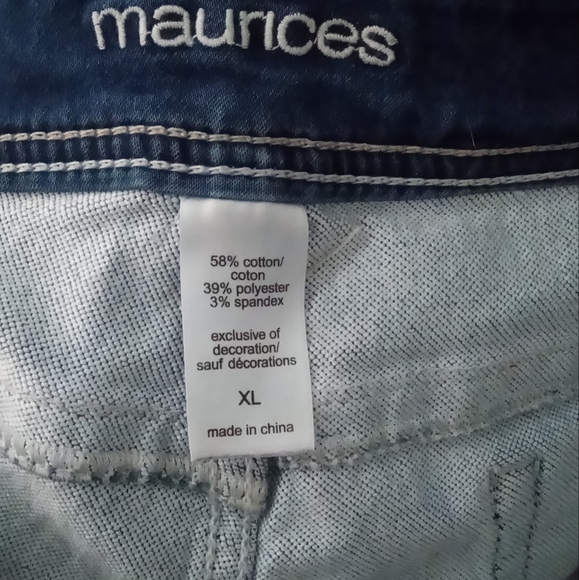 maurices
58% cotton/
coton
39% polyester
3% spandex
exclusive of
decoration/
sauf décorations
XL
made in china